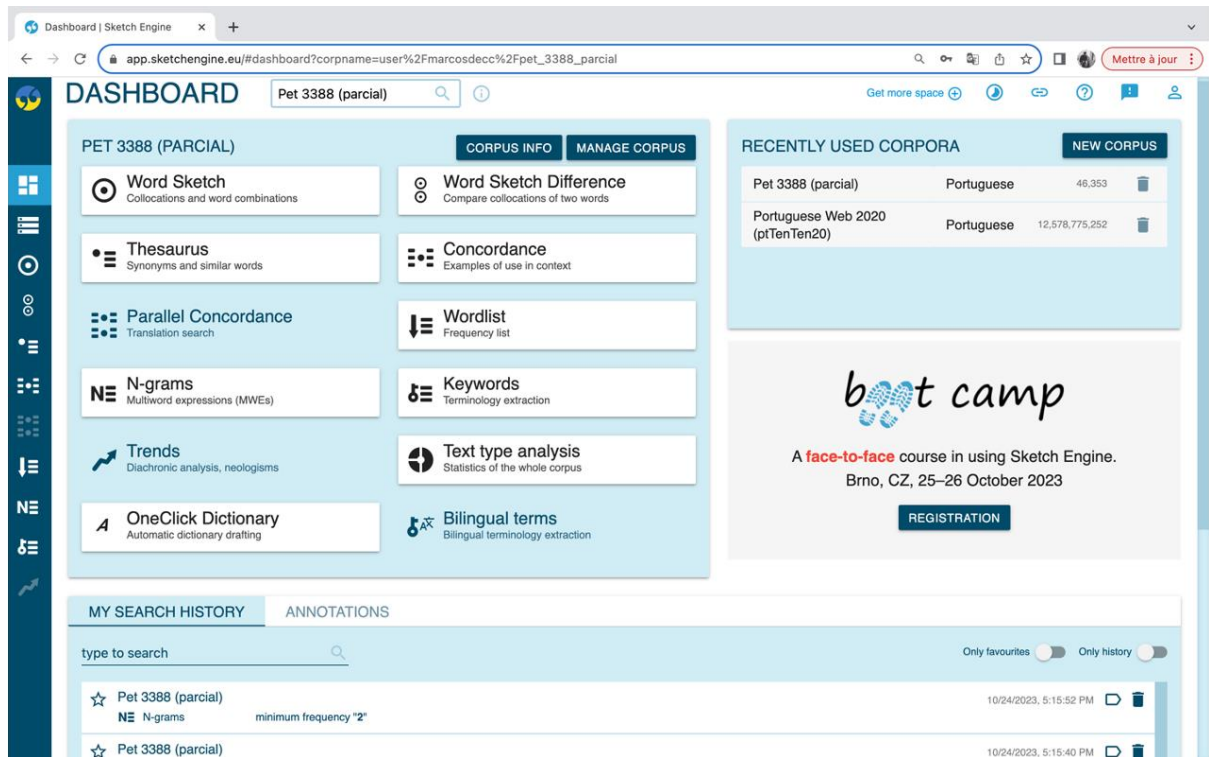 Dashboard | Sketch Engine
app.sketchengine.eu/#dashboard?corpname=user%2Fmarcosdecc%2Fpet_3388_parcial
Mettre à jour
DASHBOARD
Pet 3388 (parcial)
Get more space
PET 3388 (PARCIAL)
CORPUS INFO
MANAGE CORPUS
Word Sketch
Collocations and word combinations
Word Sketch Difference
Compare collocations of two words
Thesaurus
Synonyms and similar words
Concordance
Examples of use in context
Parallel Concordance
Translation search
Wordlist
Frequency list
N-grams
Multiword expressions (MWEs)
Keywords
Terminology extraction
Trends
Diachronic analysis, neologisms
Text type analysis
Statistics of the whole corpus
OneClick Dictionary
Automatic dictionary drafting
Bilingual terms
Bilingual terminology extraction
RECENTLY USED CORPORA
NEW CORPUS
Pet 3388 (parcial) Portuguese 46,353
Portuguese Web 2020
(ptTenTen20) Portuguese 12,578,775,252
boot camp
A face-to-face course in using Sketch Engine.
Brno, CZ, 25–26 October 2023
REGISTRATION
MY SEARCH HISTORY
ANNOTATIONS
type to search
Only favourites
Only history
Pet 3388 (parcial)
10/24/2023, 5:15:52 PM
N-grams minimum frequency "2"
Pet 3388 (parcial)
10/24/2023, 5:15:40 PM